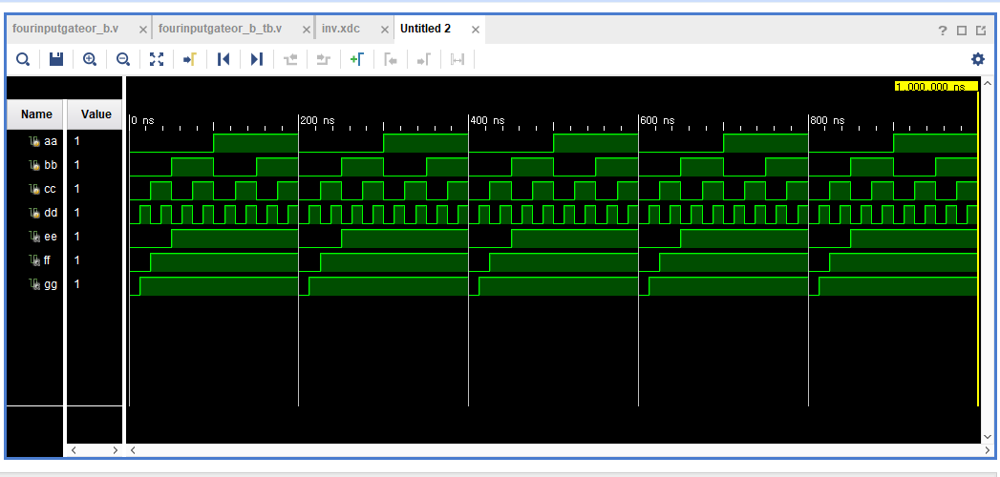 fourinputgateor_b.v × fourinputgateor_b_tb.v × inv.xdc × Untitled 2 ×
1,000.000 ns
Name Value
0 ns 200 ns 400 ns 600 ns 800 ns
aa 1
bb 1
cc 1
dd 1
ee 1
ff 1
gg 1